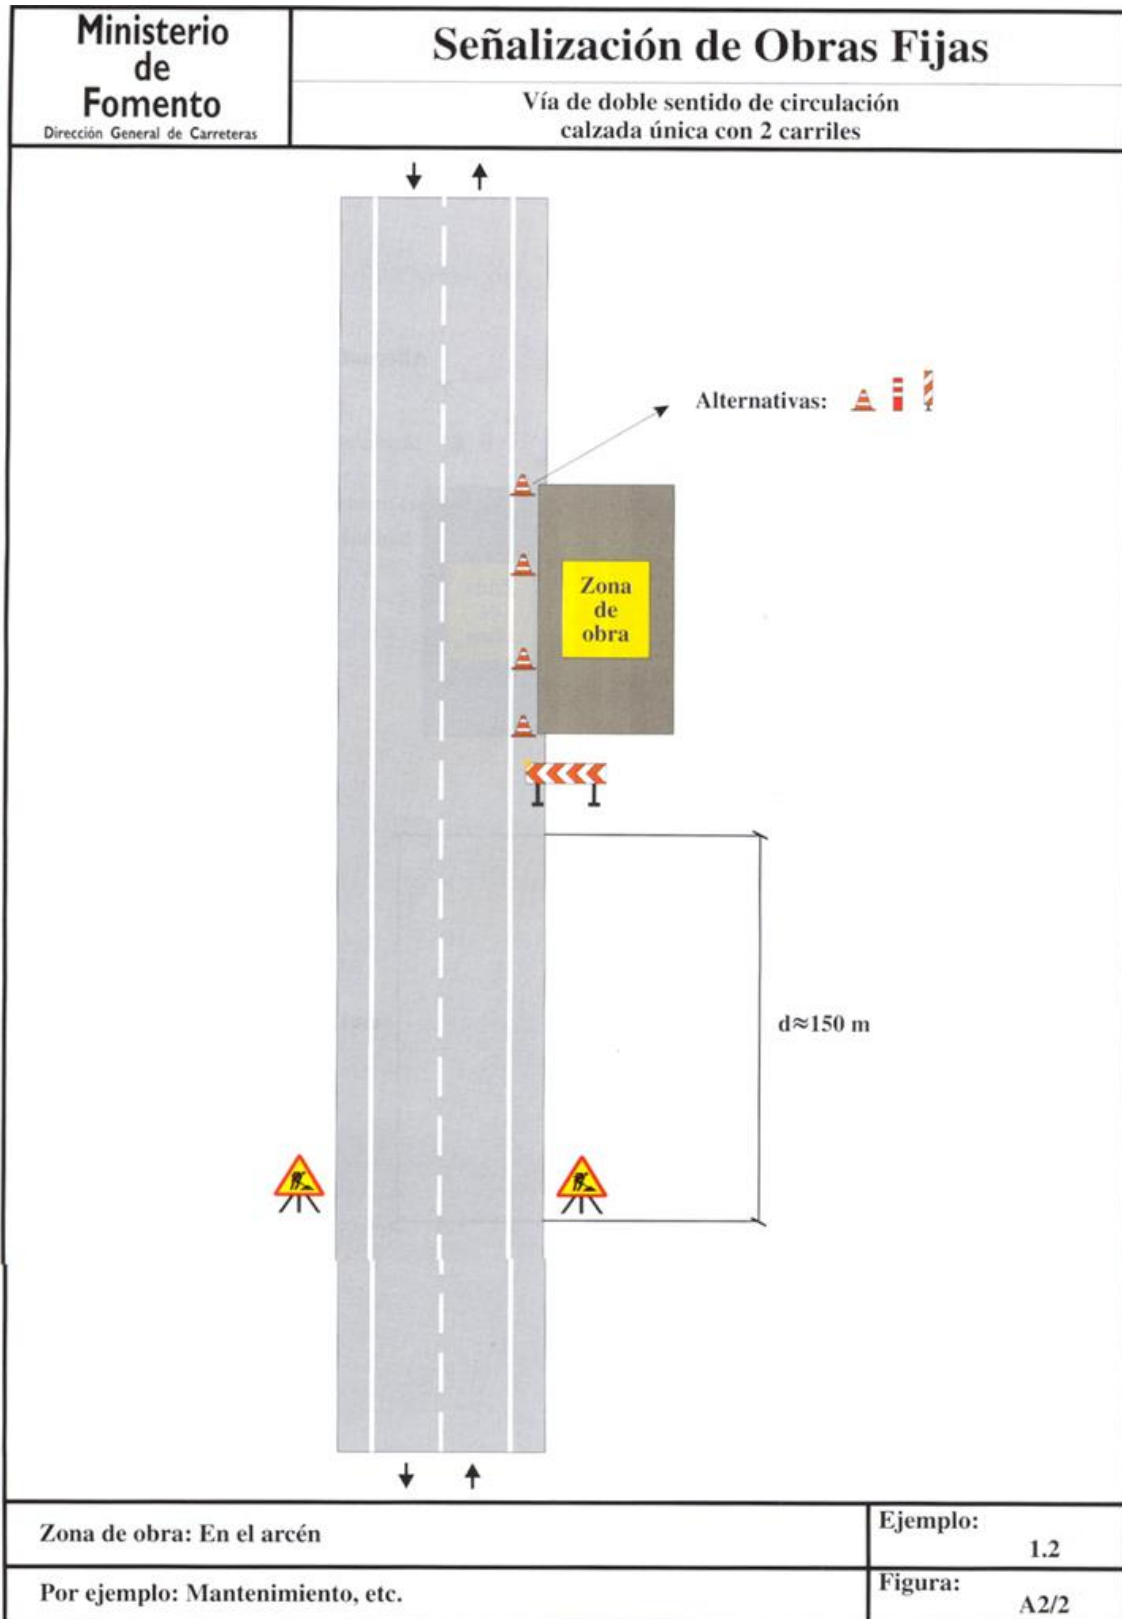 Ministerio
de
Fomento
Dirección General de Carreteras
Señalización de Obras Fijas
Vía de doble sentido de circulación
calzada única con 2 carriles
Alternativas:
Zona
de
obra
d≈150 m
Zona de obra: En el arcén
Ejemplo:
1.2
Por ejemplo: Mantenimiento, etc.
Figura:
A2/2